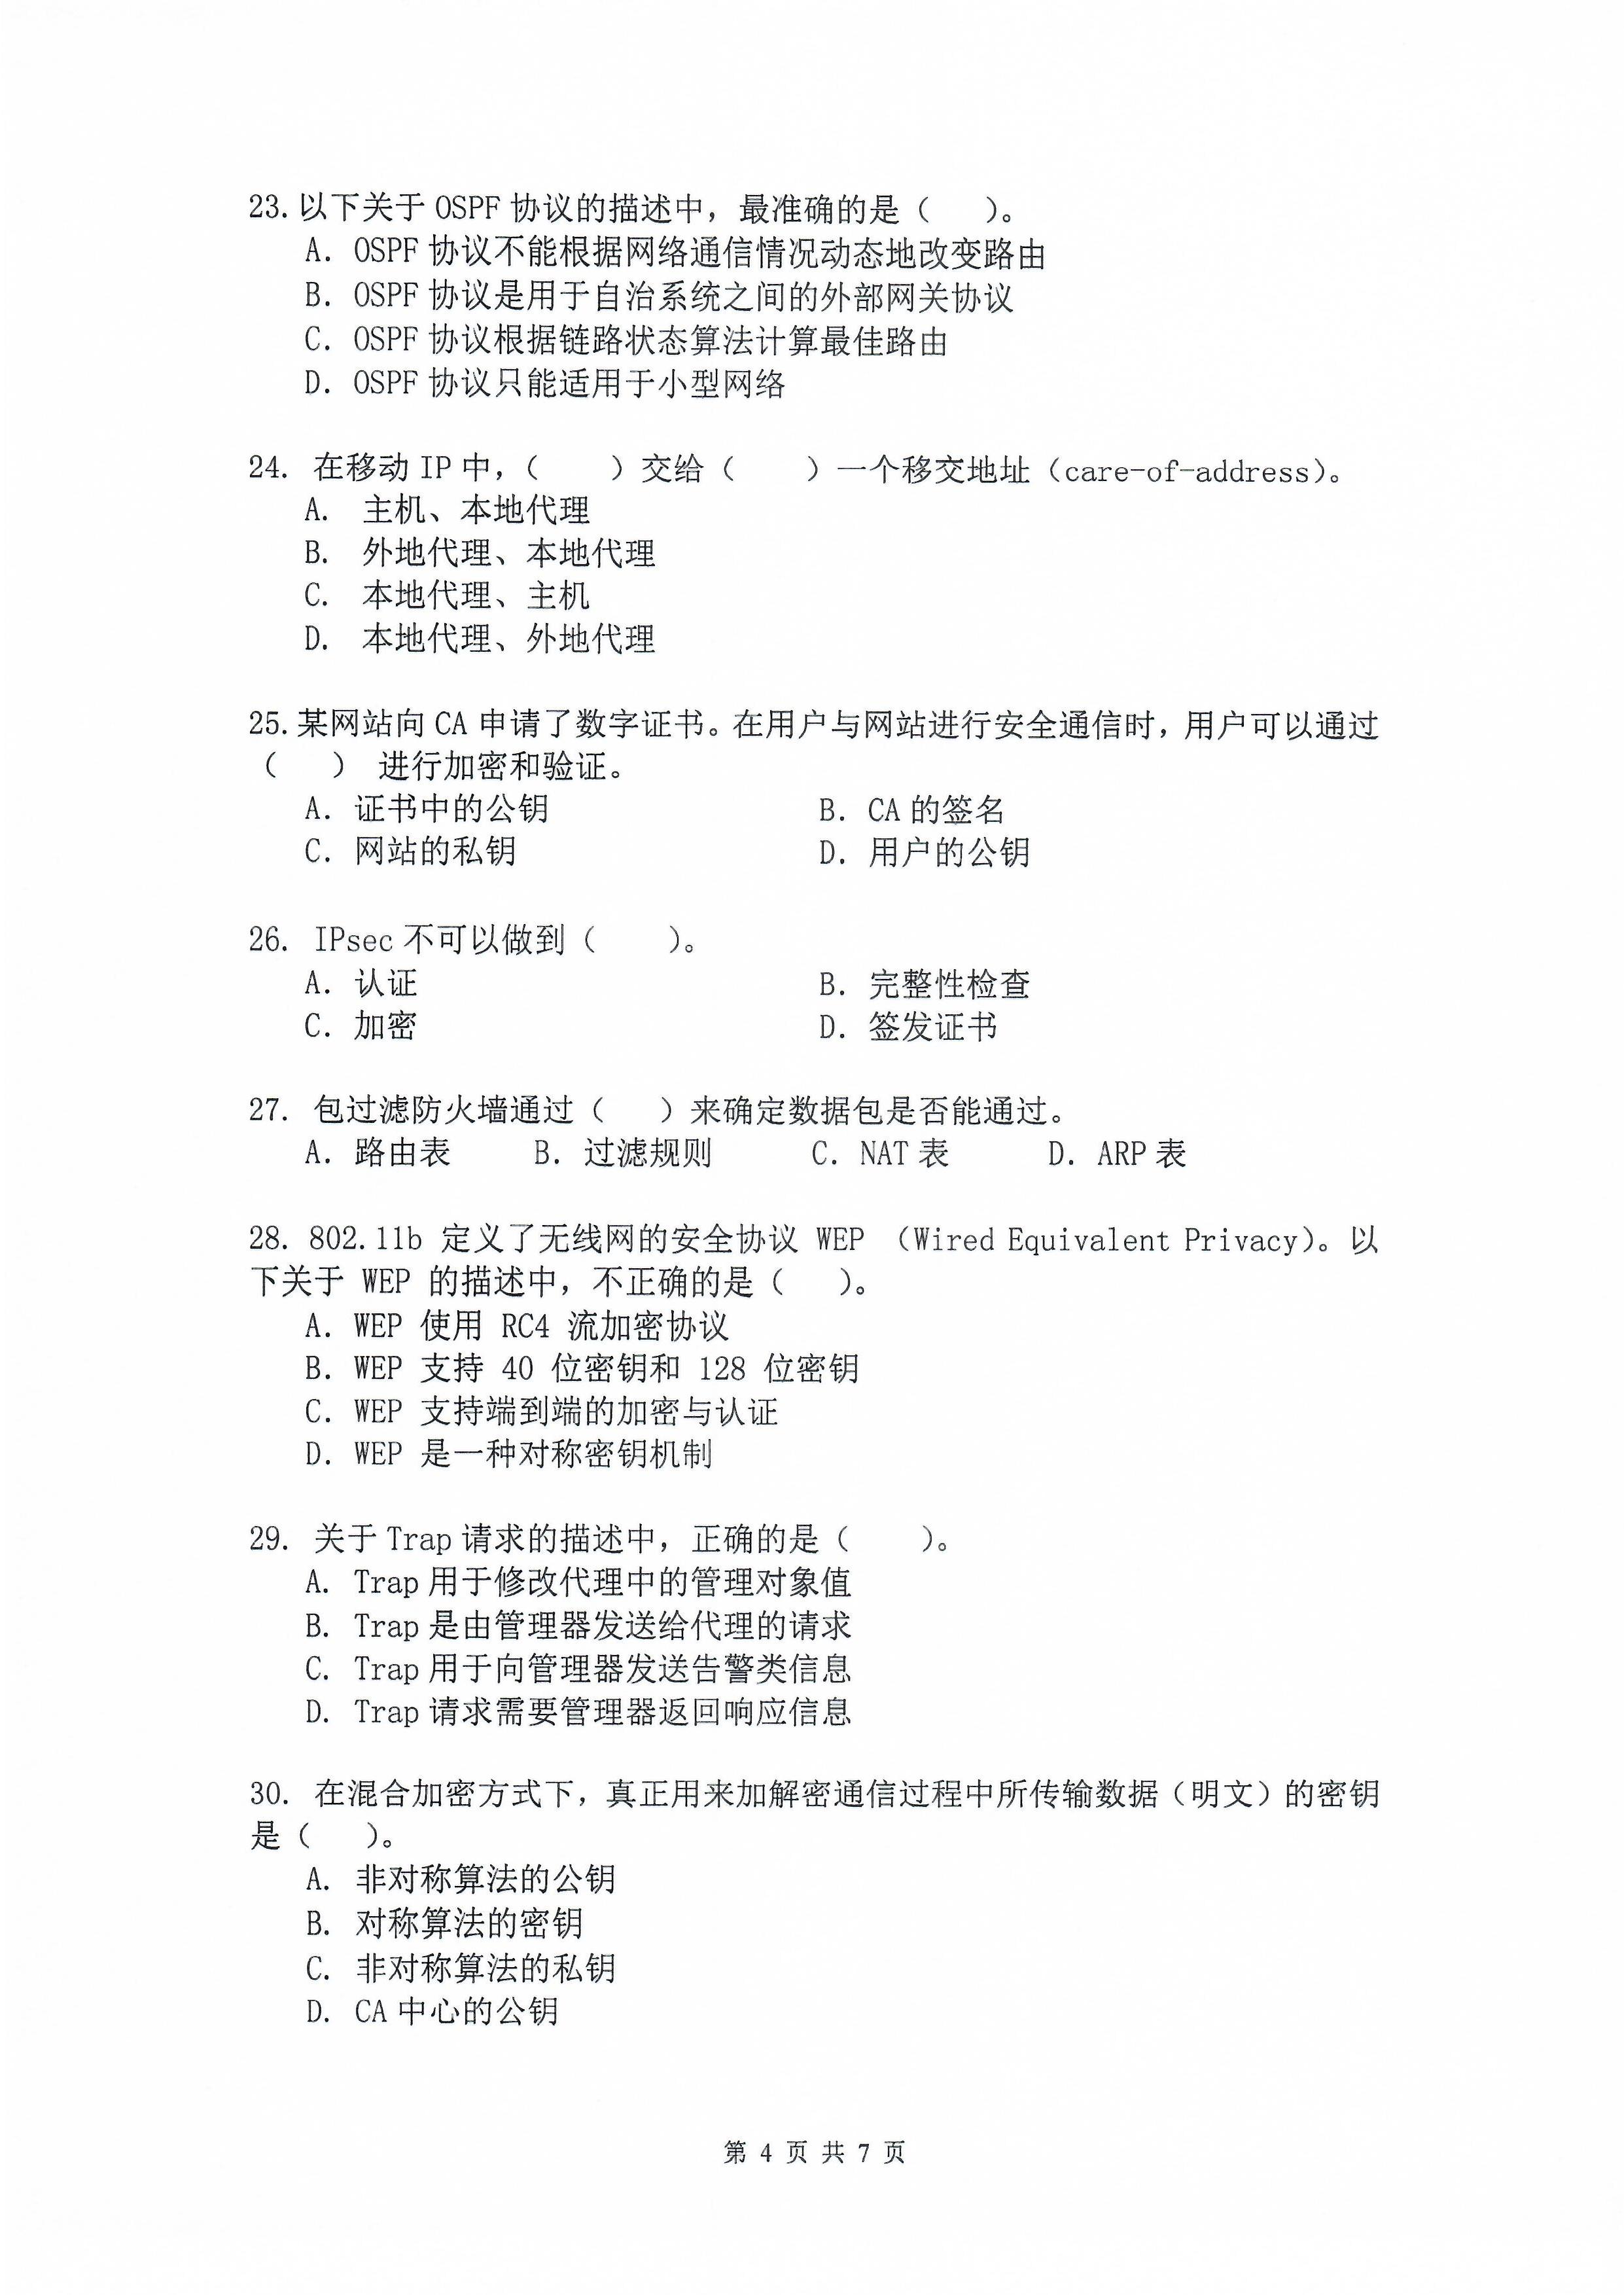 23. 以下关于 OSPF 协议的描述中，最准确的是（　　）。
A. OSPF 协议不能根据网络通信情况动态地改变路由
B. OSPF 协议是用于自治系统之间的外部网关协议
C. OSPF 协议根据链路状态算法计算最佳路由
D. OSPF 协议只能适用于小型网络
24. 在移动 IP 中，（　　）交给（　　）一个移交地址（care-of-address）。
A. 主机、本地代理
B. 外地代理、本地代理
C. 本地代理、主机
D. 本地代理、外地代理
25. 某网站向 CA 申请了数字证书。在用户与网站进行安全通信时，用户可以通过
（　　） 进行加密和验证。
A. 证书中的公钥 B. CA 的签名
C. 网站的私钥 D. 用户的公钥
26. IPsec 不可以做到（　　）。
A. 认证 B. 完整性检查
C. 加密 D. 签发证书
27. 包过滤防火墙通过（　　）来确定数据包是否能通过。
A. 路由表 B. 过滤规则 C. NAT 表 D. ARP 表
28. 802.11b 定义了无线网的安全协议 WEP （Wired Equivalent Privacy）。以
下关于 WEP 的描述中，不正确的是（　　）。
A. WEP 使用 RC4 流加密协议
B. WEP 支持 40 位密钥和 128 位密钥
C. WEP 支持端到端的加密与认证
D. WEP 是一种对称密钥机制
29. 关于 Trap 请求的描述中，正确的是（　　）。
A. Trap 用于修改代理中的管理对象值
B. Trap 是由管理器发送给代理的请求
C. Trap 用于向管理器发送告警类信息
D. Trap 请求需要管理器返回响应信息
30. 在混合加密方式下，真正用来加解密通信过程中所传输数据（明文）的密钥
是（　　）。
A. 非对称算法的公钥
B. 对称算法的密钥
C. 非对称算法的私钥
D. CA 中心的公钥
第 4 页 共 7 页